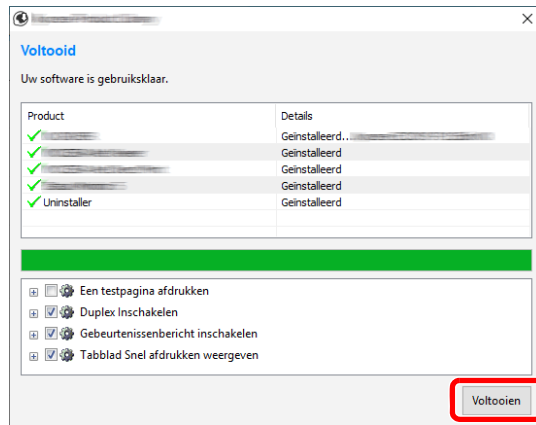 Voltooid
Uw software is gebruiksklaar.
Product Details
Geïnstalleerd..
Geïnstalleerd
Geïnstalleerd
Geïnstalleerd
Uninstaller Geïnstalleerd
Een testpagina afdrukken
Duplex Inschakelen
Gebeurtenissenbericht inschakelen
Tabblad Snel afdrukken weergeven
Voltooien